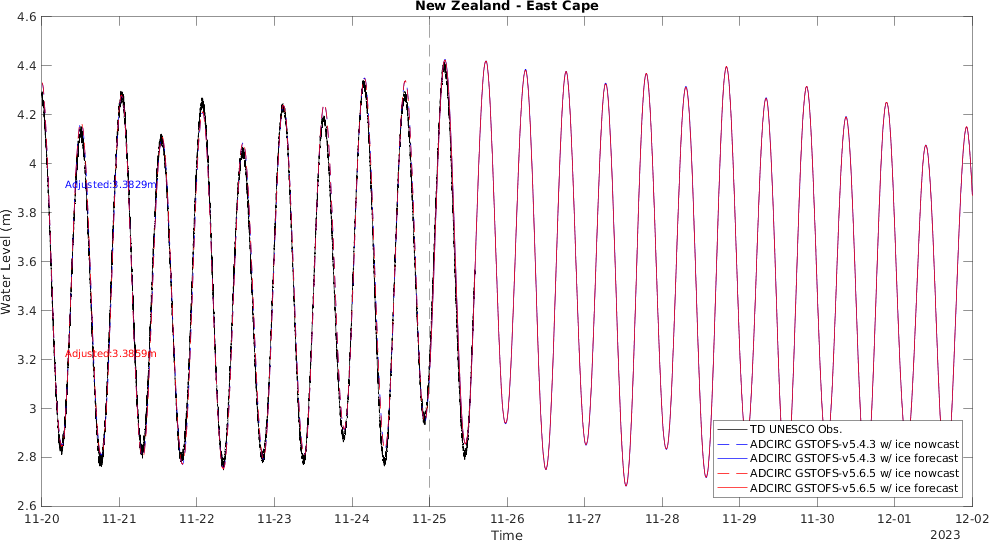 New Zealand - East Cape
4.6
4.4
4.2
4
3.8
3.6
3.4
3.2
3
2.8
2.6
Water Level (m)
Adjusted:3.3829m
Adjusted:3.3859m
TD UNESCO Obs.
ADCIRC GSTOFS-v5.4.3 w/ ice nowcast
ADCIRC GSTOFS-v5.4.3 w/ ice forecast
ADCIRC GSTOFS-v5.6.5 w/ ice nowcast
ADCIRC GSTOFS-v5.6.5 w/ ice forecast
11-20 11-21 11-22 11-23 11-24 11-25 11-26 11-27 11-28 11-29 11-30 12-01 12-02
Time
2023